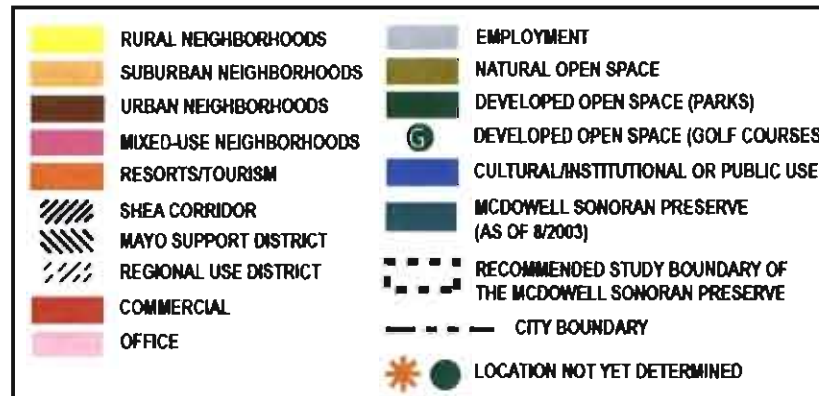 RURAL NEIGHBORHOODS
SUBURBAN NEIGHBORHOODS
URBAN NEIGHBORHOODS
MIXED-USE NEIGHBORHOODS
RESORTS/TOURISM
SHEA CORRIDOR
MAYO SUPPORT DISTRICT
REGIONAL USE DISTRICT
COMMERCIAL
OFFICE
EMPLOYMENT
NATURAL OPEN SPACE
DEVELOPED OPEN SPACE (PARKS)
G DEVELOPED OPEN SPACE (GOLF COURSES
CULTURAL/INSTITUTIONAL OR PUBLIC USE
MCDOWELL SONORAN PRESERVE
(AS OF 8/2003)
RECOMMENDED STUDY BOUNDARY OF
THE MCDOWELL SONORAN PRESERVE
CITY BOUNDARY
LOCATION NOT YET DETERMINED